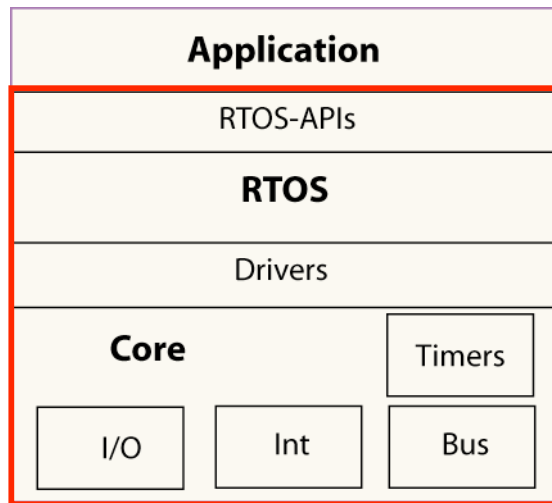 Application
RTOS-APIs
RTOS
Drivers
Core
Timers
I/O
Int
Bus